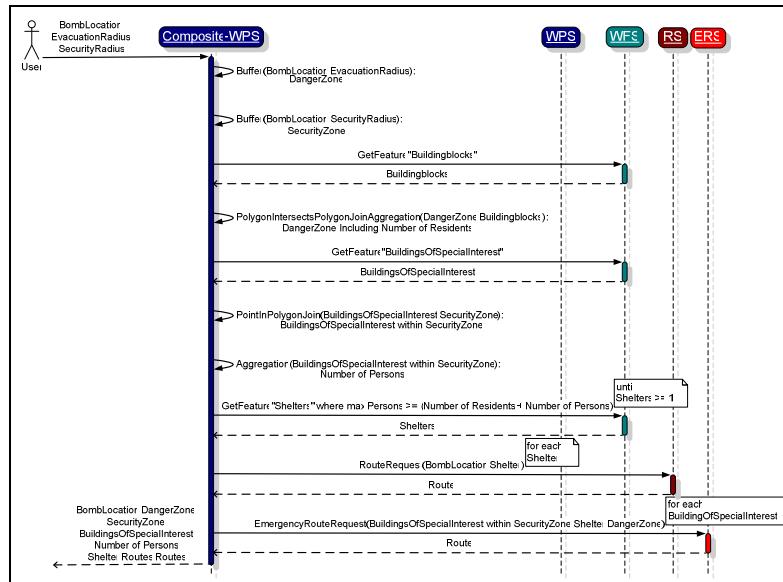 BombLocation
EvacuationRadius
SecurityRadius
User
Composite-WPS
WPS
WFS
RS
ERS
Buffer(BombLocation EvacuationRadius):
DangerZone
Buffer(BombLocation SecurityRadius):
SecurityZone
GetFeature "Buildingblocks"
Buildingblocks
PolygonIntersectsPolygonJoinAggregation(DangerZone Buildingblocks):
DangerZone Including Number of Residents
GetFeature "BuildingsOfSpecialInterest"
BuildingsOfSpecialInterest
PointInPolygonJoin(BuildingsOfSpecialInterest SecurityZone):
BuildingsOfSpecialInterest within SecurityZone
Aggregation(BuildingsOfSpecialInterest within SecurityZone):
Number of Persons
until
Shelters >= 1
GetFeature "Shelters" where max Persons >= (Number of Residents+ Number of Persons)
Shelters
for each
Shelter
RouteRequest(BombLocation Shelter)
Route
for each
BuildingOfSpecialInterest
BombLocation DangerZone
SecurityZone
BuildingsOfSpecialInterest
Number of Persons
Shelter Routes Routes
EmergencyRouteRequest(BuildingsOfSpecialInterest within SecurityZone Shelter DangerZone)
Route